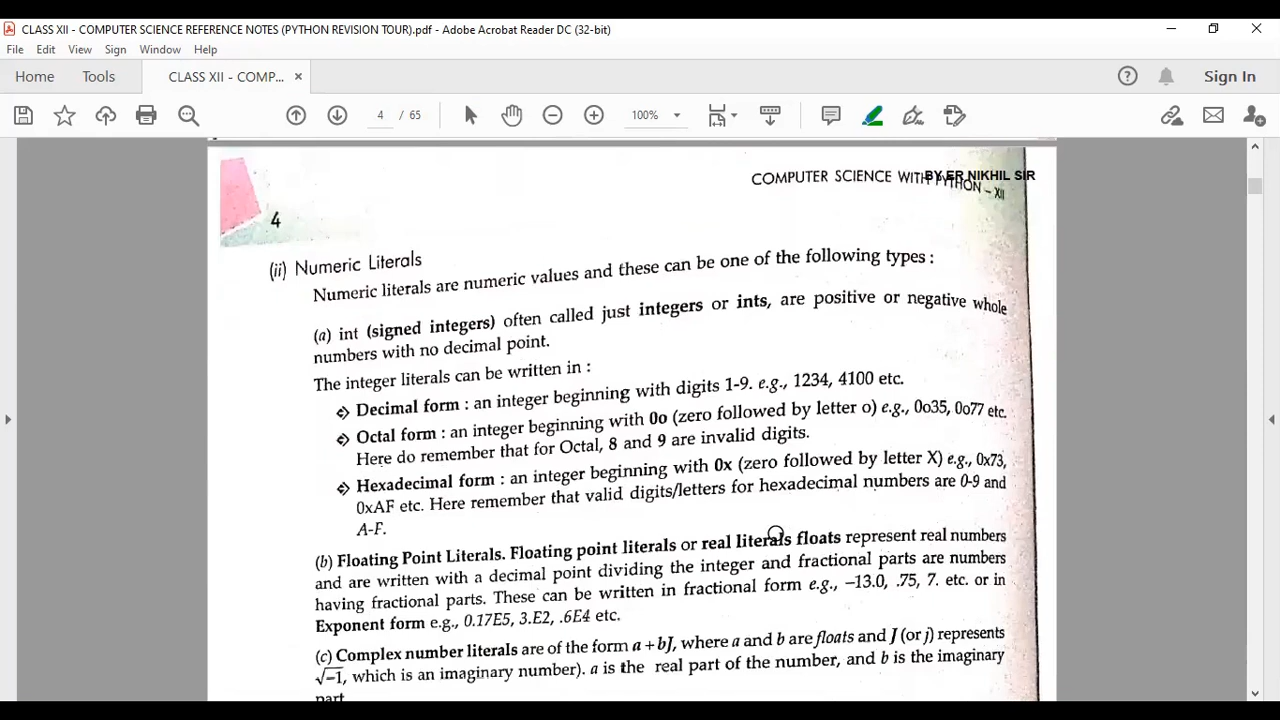 CLASS XII - COMPUTER SCIENCE REFERENCE NOTES (PYTHON REVISION TOUR).pdf - Adobe Acrobat Reader DC (32-bit)
File Edit View Sign Window Help
Home Tools CLASS XII - COMP... × Sign In
4 / 65 100%
COMPUTER SCIENCE WITH PYTHON – XII
BY ER NIKHIL SIR
4
(ii) Numeric Literals
Numeric literals are numeric values and these can be one of the following types :
(a) int (signed integers) often called just integers or ints, are positive or negative whole
numbers with no decimal point.
The integer literals can be written in :
Decimal form : an integer beginning with digits 1-9. e.g., 1234, 4100 etc.
Octal form : an integer beginning with 0o (zero followed by letter o) e.g., 0o35, 0o77 etc.
Here do remember that for Octal, 8 and 9 are invalid digits.
Hexadecimal form : an integer beginning with 0x (zero followed by letter X) e.g., 0x73,
0xAF etc. Here remember that valid digits/letters for hexadecimal numbers are 0-9 and
A-F.
(b) Floating Point Literals. Floating point literals or real literals floats represent real numbers
and are written with a decimal point dividing the integer and fractional parts are numbers
having fractional parts. These can be written in fractional form e.g., –13.0, .75, 7. etc. or in
Exponent form e.g., 0.17E5, 3.E2, .6E4 etc.
(c) Complex number literals are of the form a + bJ, where a and b are floats and J (or j) represents
√–1, which is an imaginary number). a is the real part of the number, and b is the imaginary
part